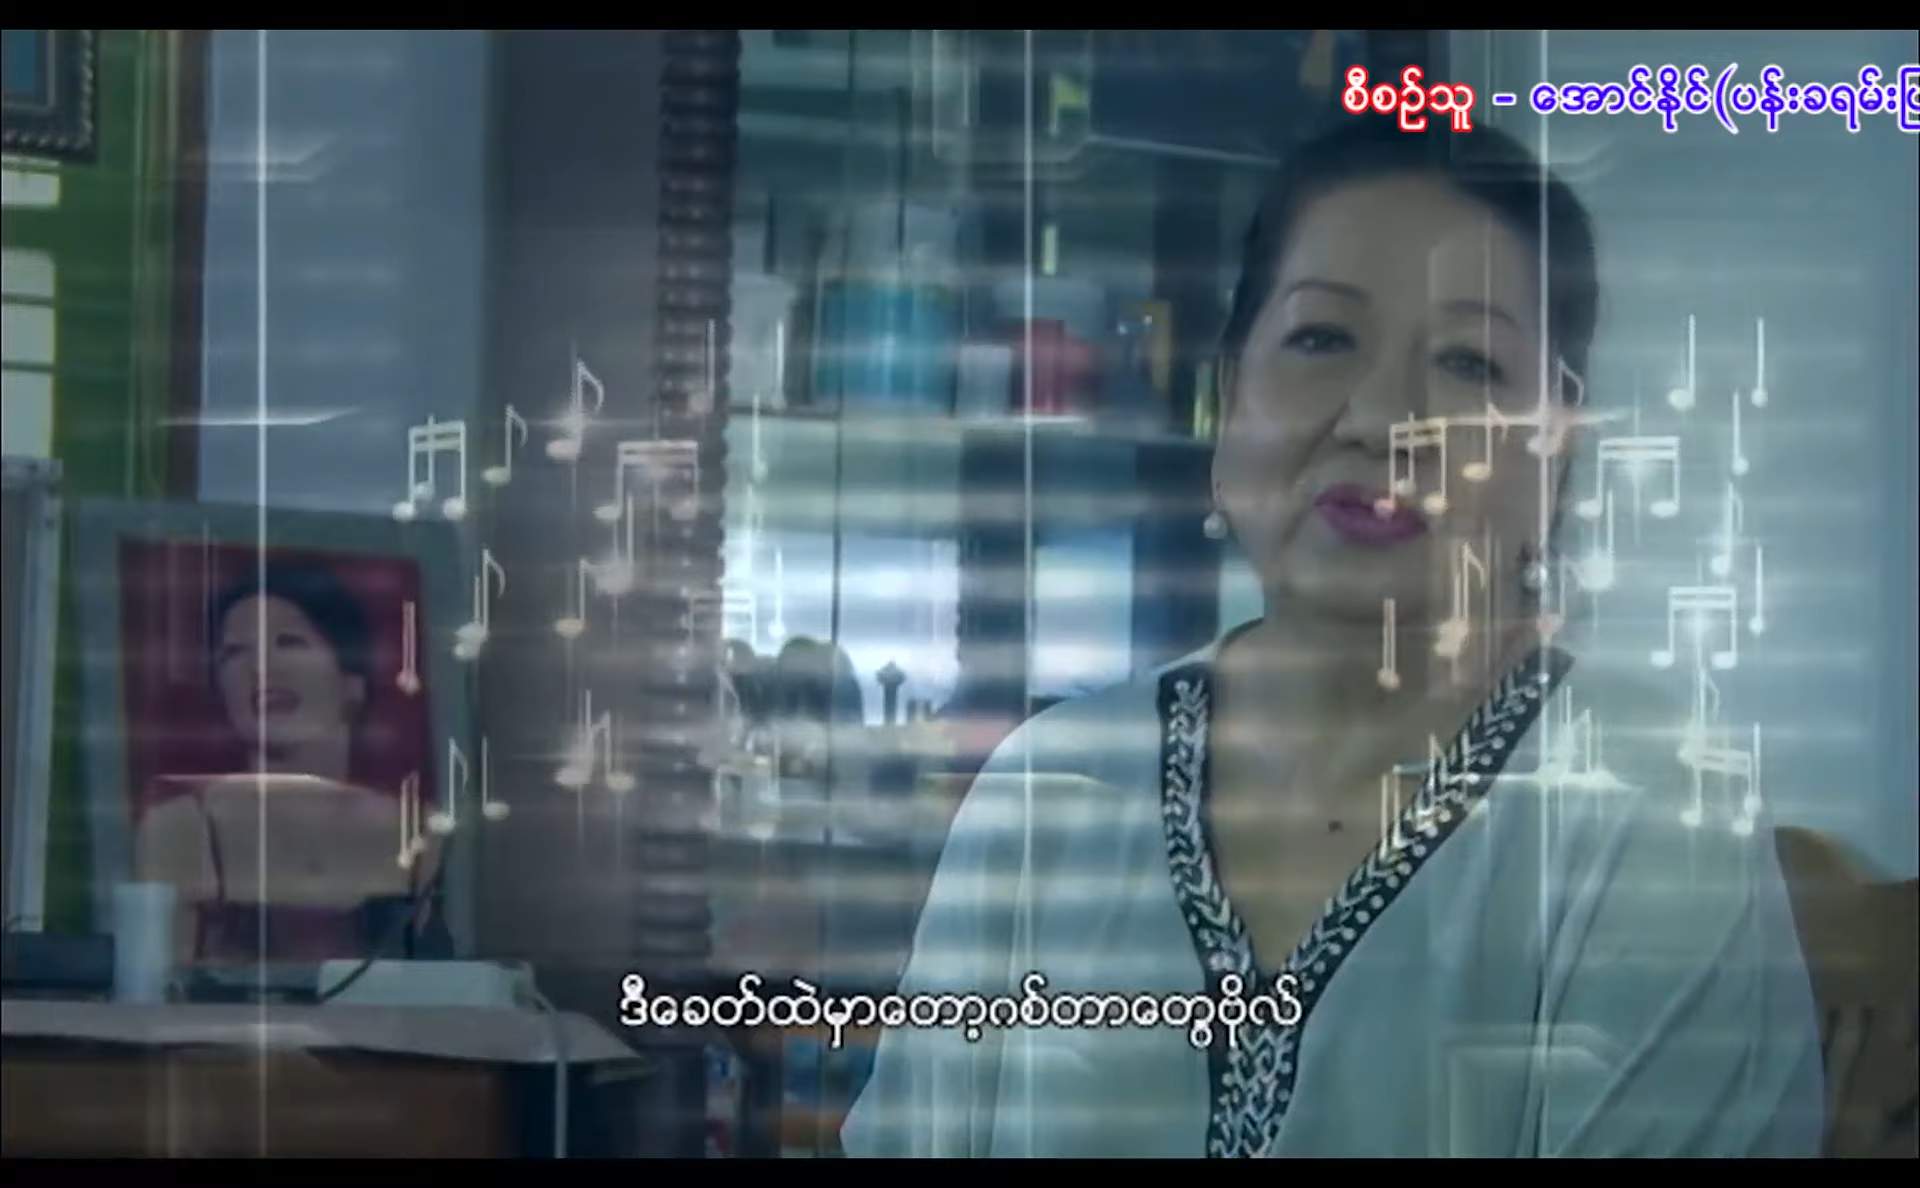 စီစဉ်သူ - အောင်နိုင်(ပန်းခရမ်းပြ
ဒီခေတ်ထဲမှာတော့ဂစ်တာတွေဗိုလ်